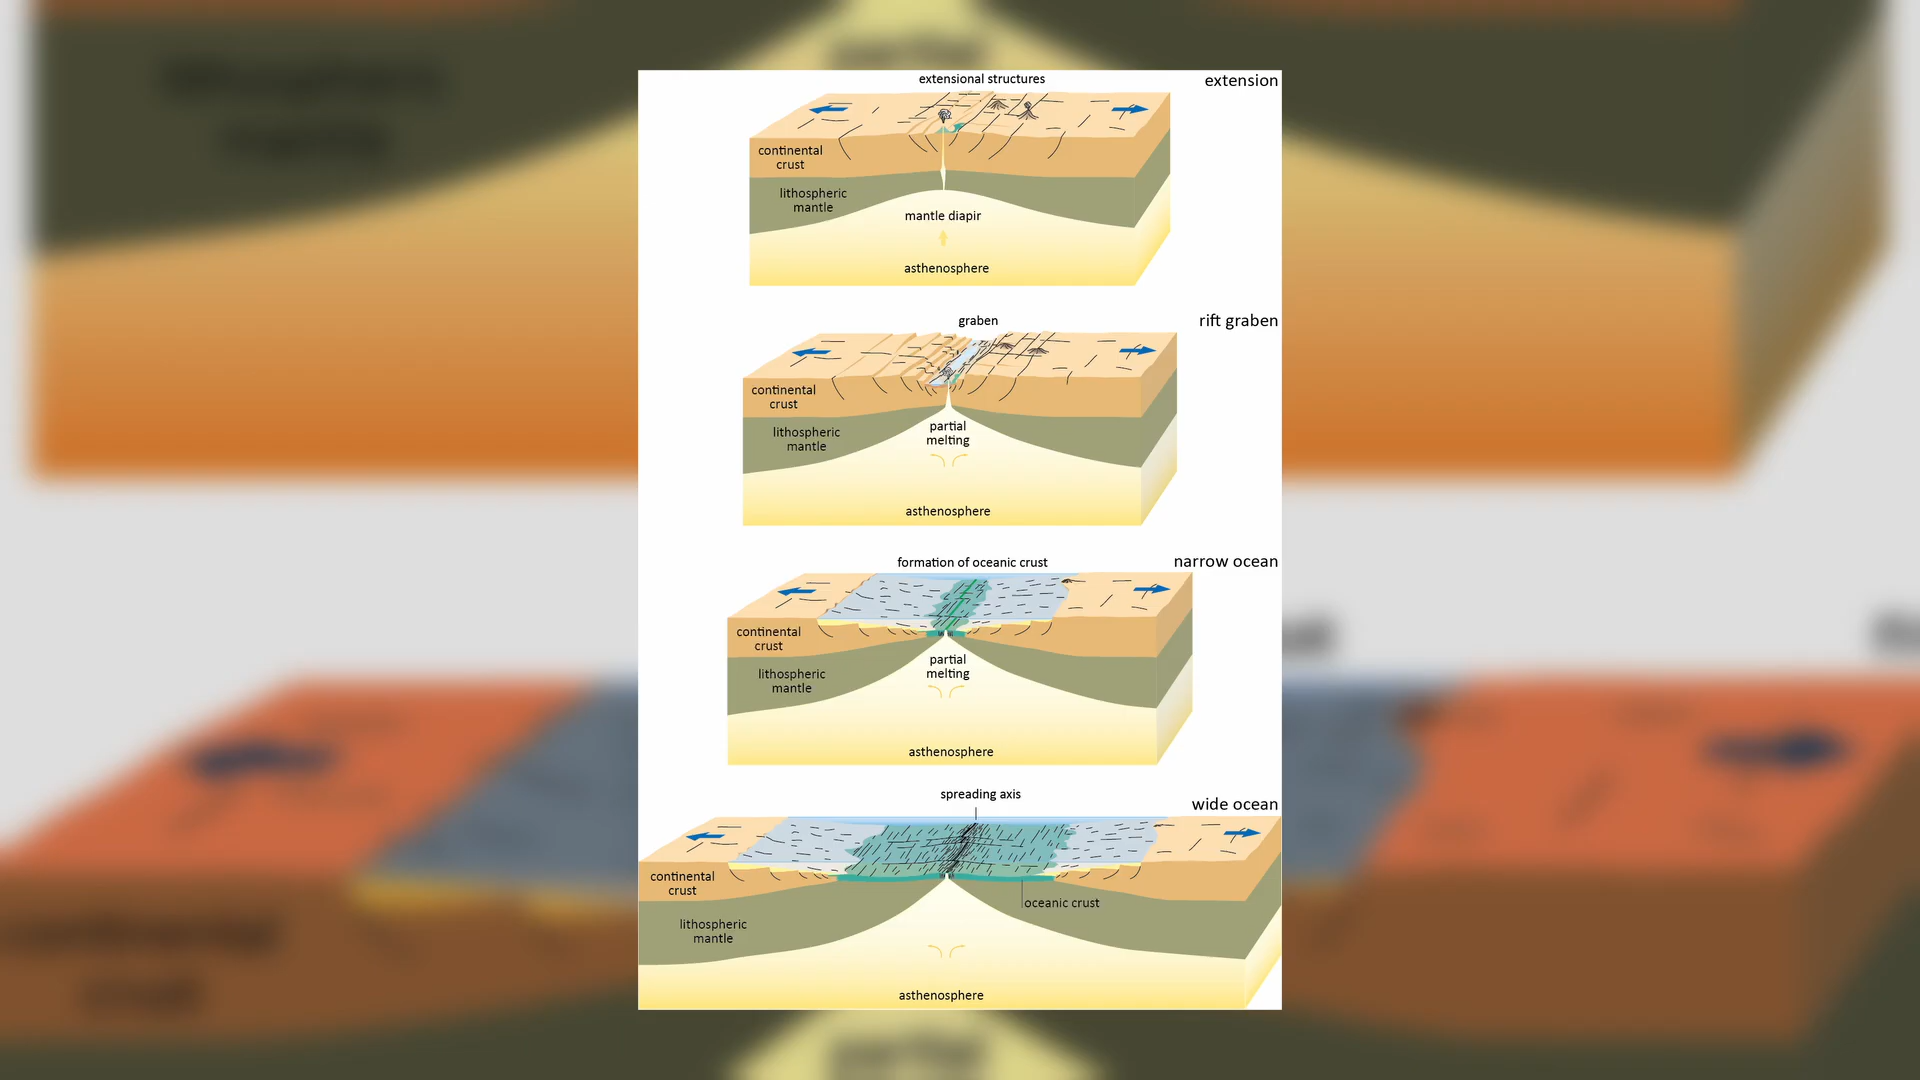 extensional structures
extension
continental
crust
lithospheric
mantle
mantle diapir
asthenosphere
graben
rift graben
continental
crust
lithospheric
mantle
partial
melting
asthenosphere
formation of oceanic crust
narrow ocean
continental
crust
lithospheric
mantle
partial
melting
asthenosphere
spreading axis
wide ocean
continental
crust
oceanic crust
lithospheric
mantle
asthenosphere